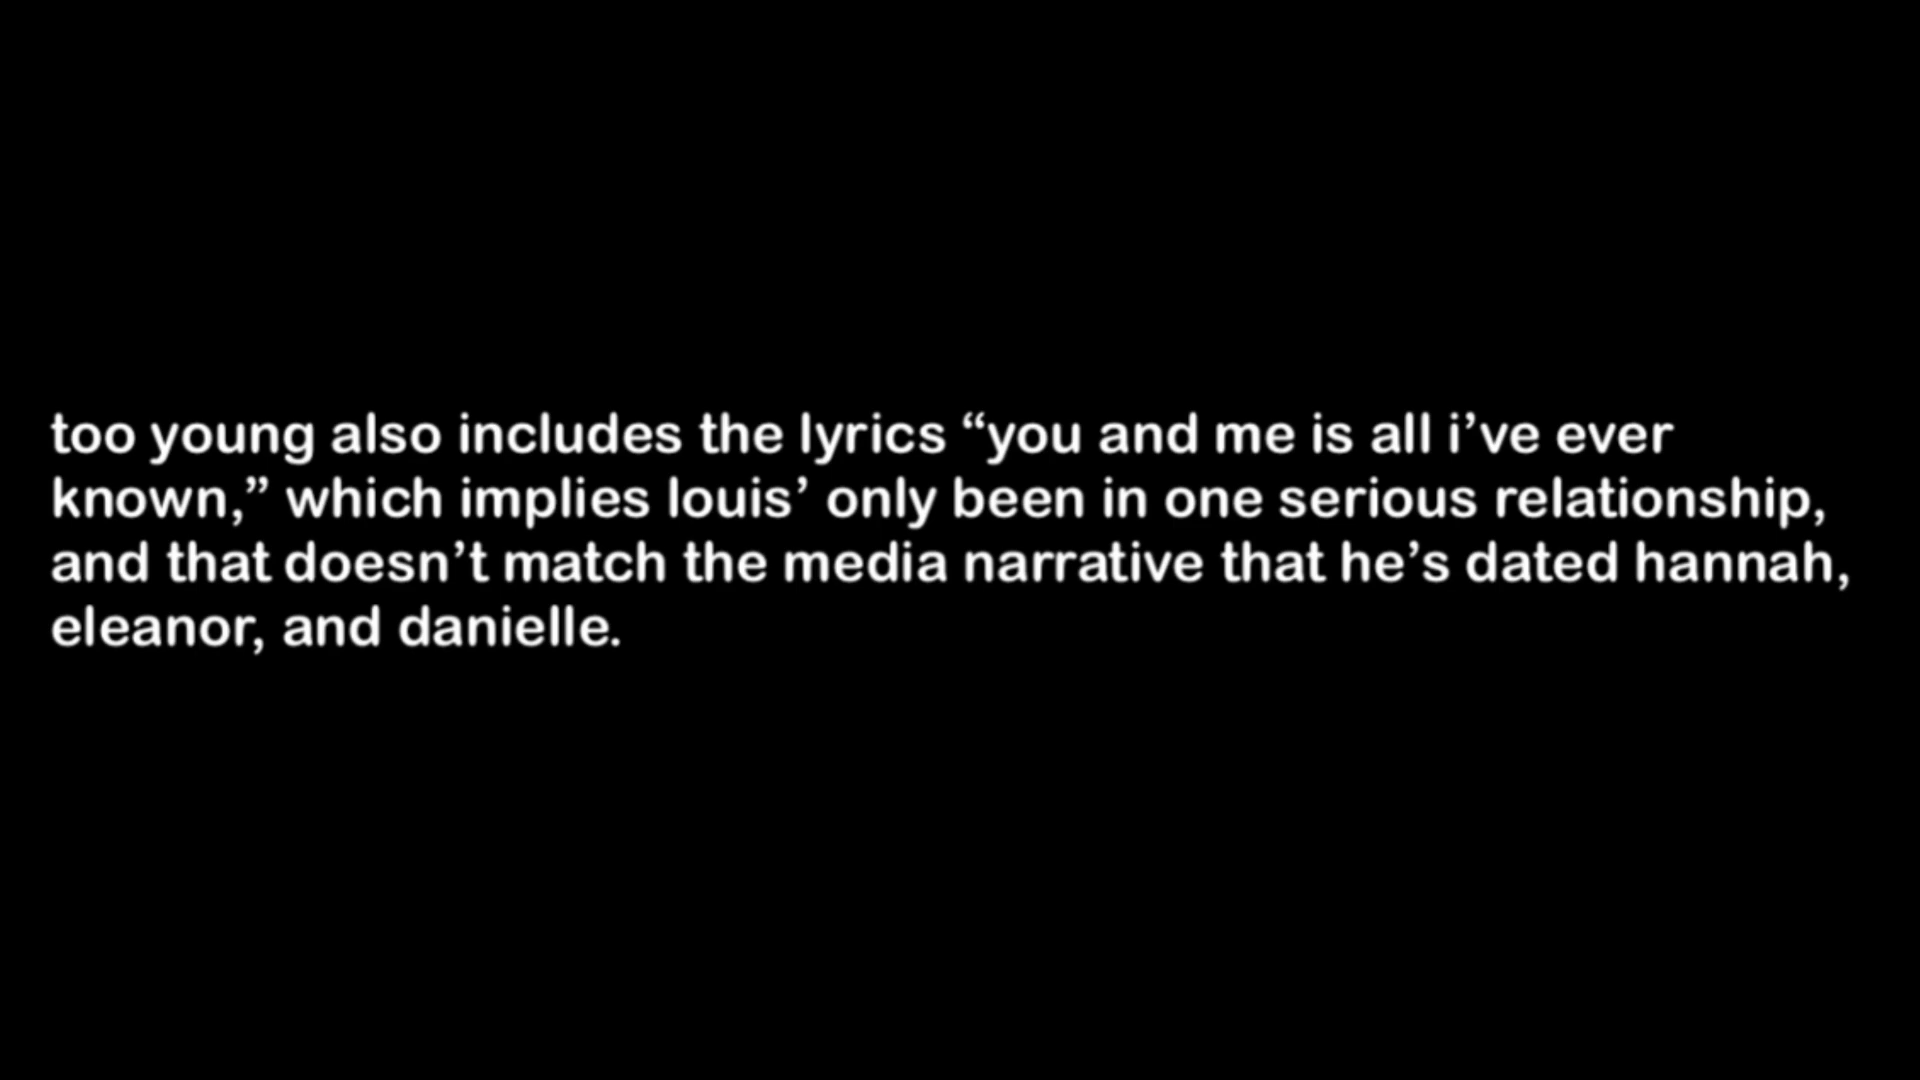 too young also includes the lyrics “you and me is all i’ve ever
known,” which implies louis’ only been in one serious relationship,
and that doesn’t match the media narrative that he’s dated hannah,
eleanor, and danielle.